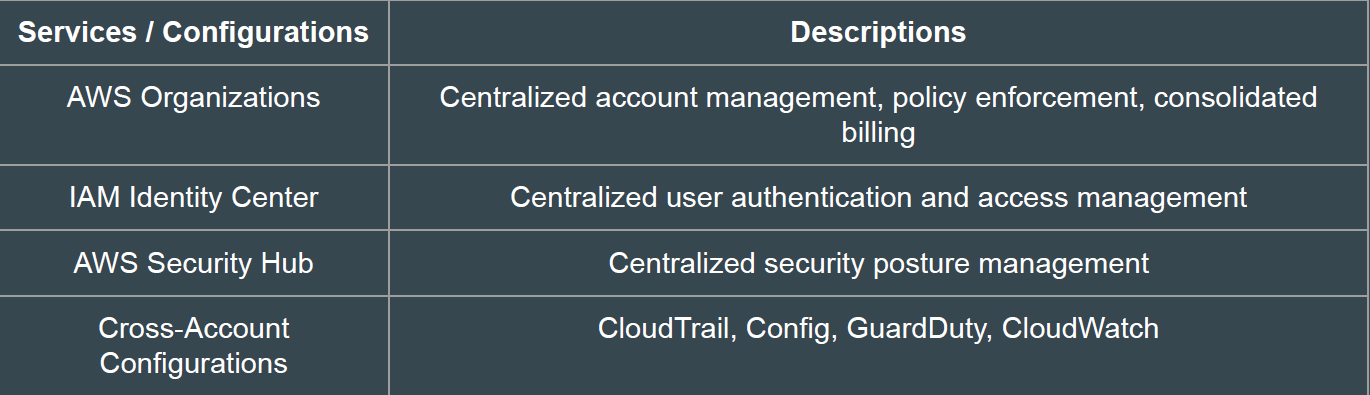 Services / Configurations
Descriptions
AWS Organizations
Centralized account management, policy enforcement, consolidated
billing
IAM Identity Center
Centralized user authentication and access management
AWS Security Hub
Centralized security posture management
Cross-Account
Configurations
CloudTrail, Config, GuardDuty, CloudWatch